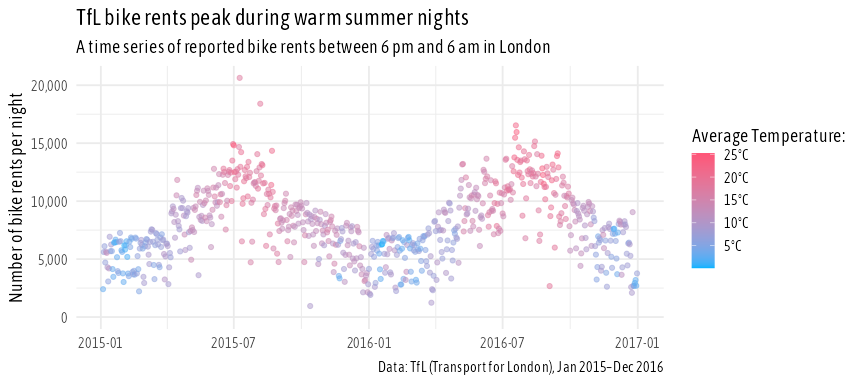 TfL bike rents peak during warm summer nights
A time series of reported bike rents between 6 pm and 6 am in London
Number of bike rents per night
20,000
15,000
10,000
5,000
0
2015-01
2015-07
2016-01
2016-07
2017-01
Average Temperature:
25°C
20°C
15°C
10°C
5°C
Data: TfL (Transport for London), Jan 2015–Dec 2016